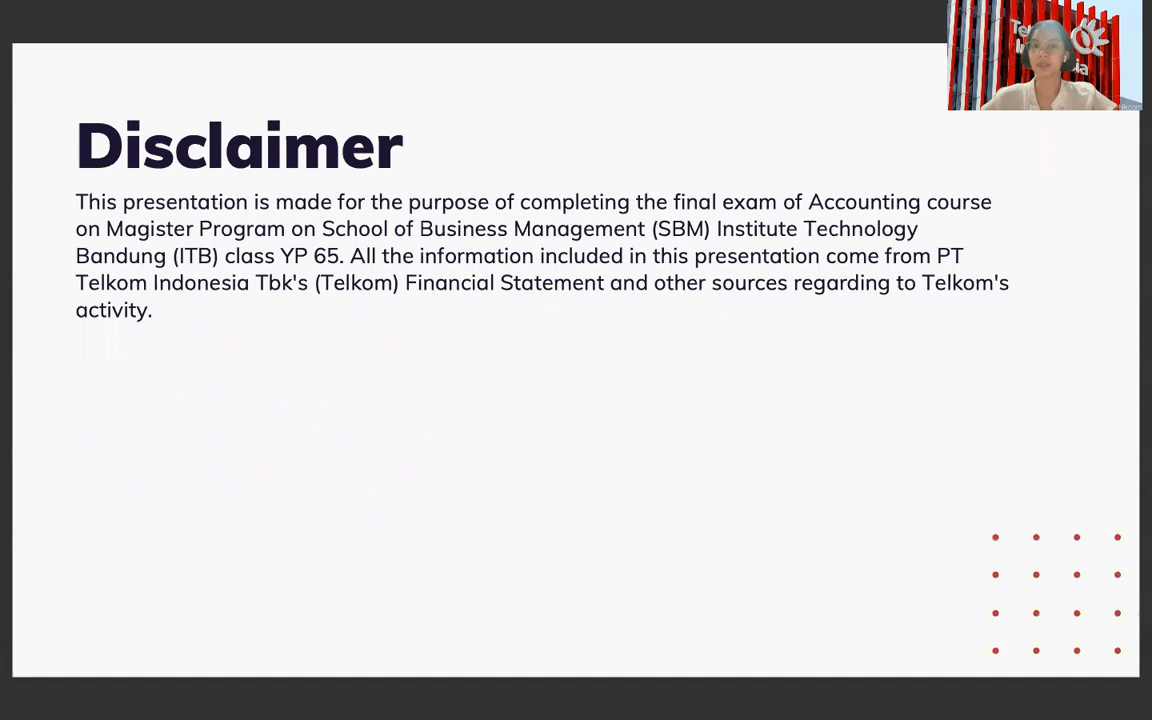 Disclaimer
This presentation is made for the purpose of completing the final exam of Accounting course
on Magister Program on School of Business Management (SBM) Institute Technology
Bandung (ITB) class YP 65. All the information included in this presentation come from PT
Telkom Indonesia Tbk's (Telkom) Financial Statement and other sources regarding to Telkom's
activity.